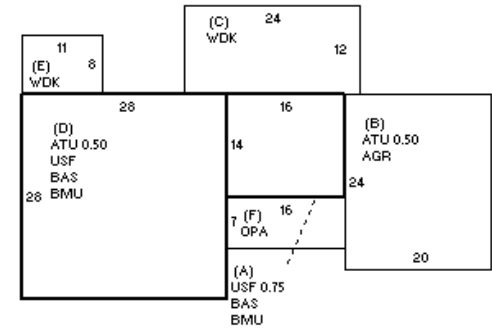 (C)
24
WDK
12
11
(E)
8
WDK
28
(D)
ATU 0.50
USF
BAS
BMU
28
16
14
(B)
ATU 0.50
AGR
24
20
16
7
(F)
OPA
(A)
USF 0.75
BAS
BMU